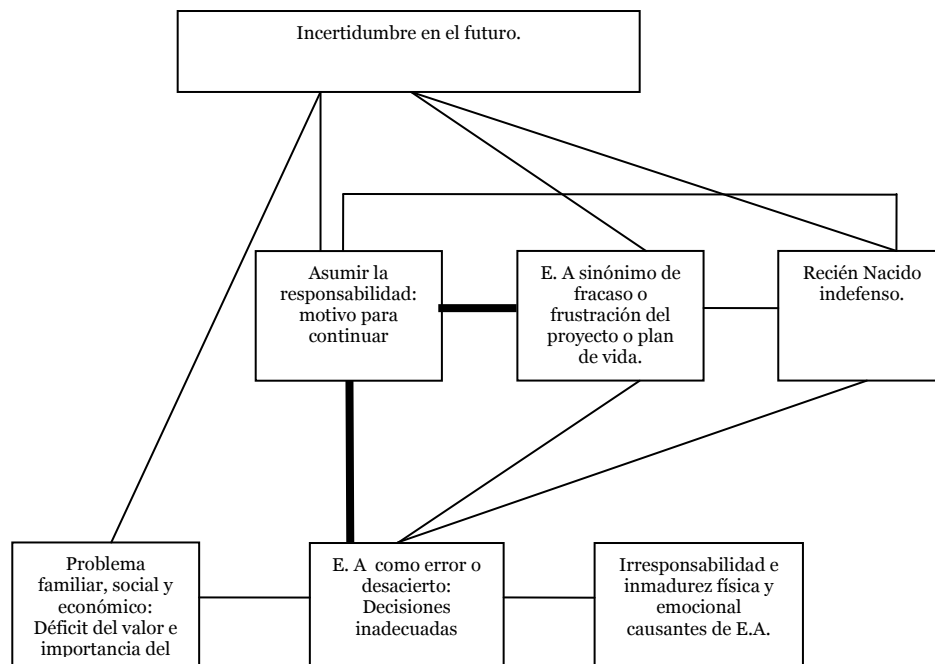 Incertidumbre en el futuro.
Asumir la
responsabilidad:
motivo para
continuar
E. A sinónimo de
fracaso o
frustración del
proyecto o plan
de vida.
Recién Nacido
indefenso.
Problema
familiar, social y
económico:
Déficit del valor e
importancia del
E. A como error o
desacierto:
Decisiones
inadecuadas
Irresponsabilidad e
inmadurez física y
emocional
causantes de E.A.